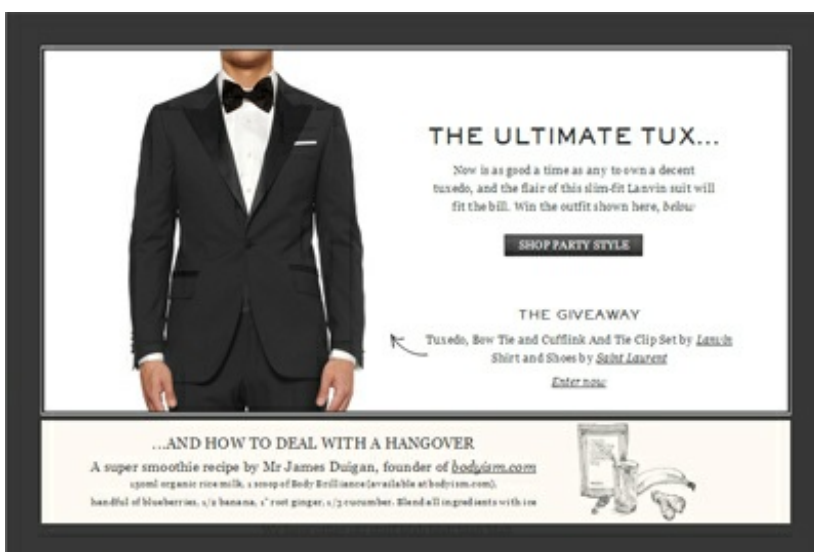 THE ULTIMATE TUX...
Now is as good a time as any to own a decent
tuxedo, and the flair of this slim-fit Lanvin suit will
fit the bill. Win the outfit shown here, below
SHOP PARTY STYLE
THE GIVEAWAY
Tuxedo, Bow Tie and Cufflink And Tie Clip Set by Lanvin
Shirt and Shoes by Saint Laurent
Enter now
...AND HOW TO DEAL WITH A HANGOVER
A super smoothie recipe by Mr James Duigan, founder of bodyism.com
150ml organic rice milk, 1 scoop of Body Brilliance (available at bodyism.com),
handful of blueberries, 1/2 banana, 1" root ginger, 1/3 cucumber. Blend all ingredients with ice